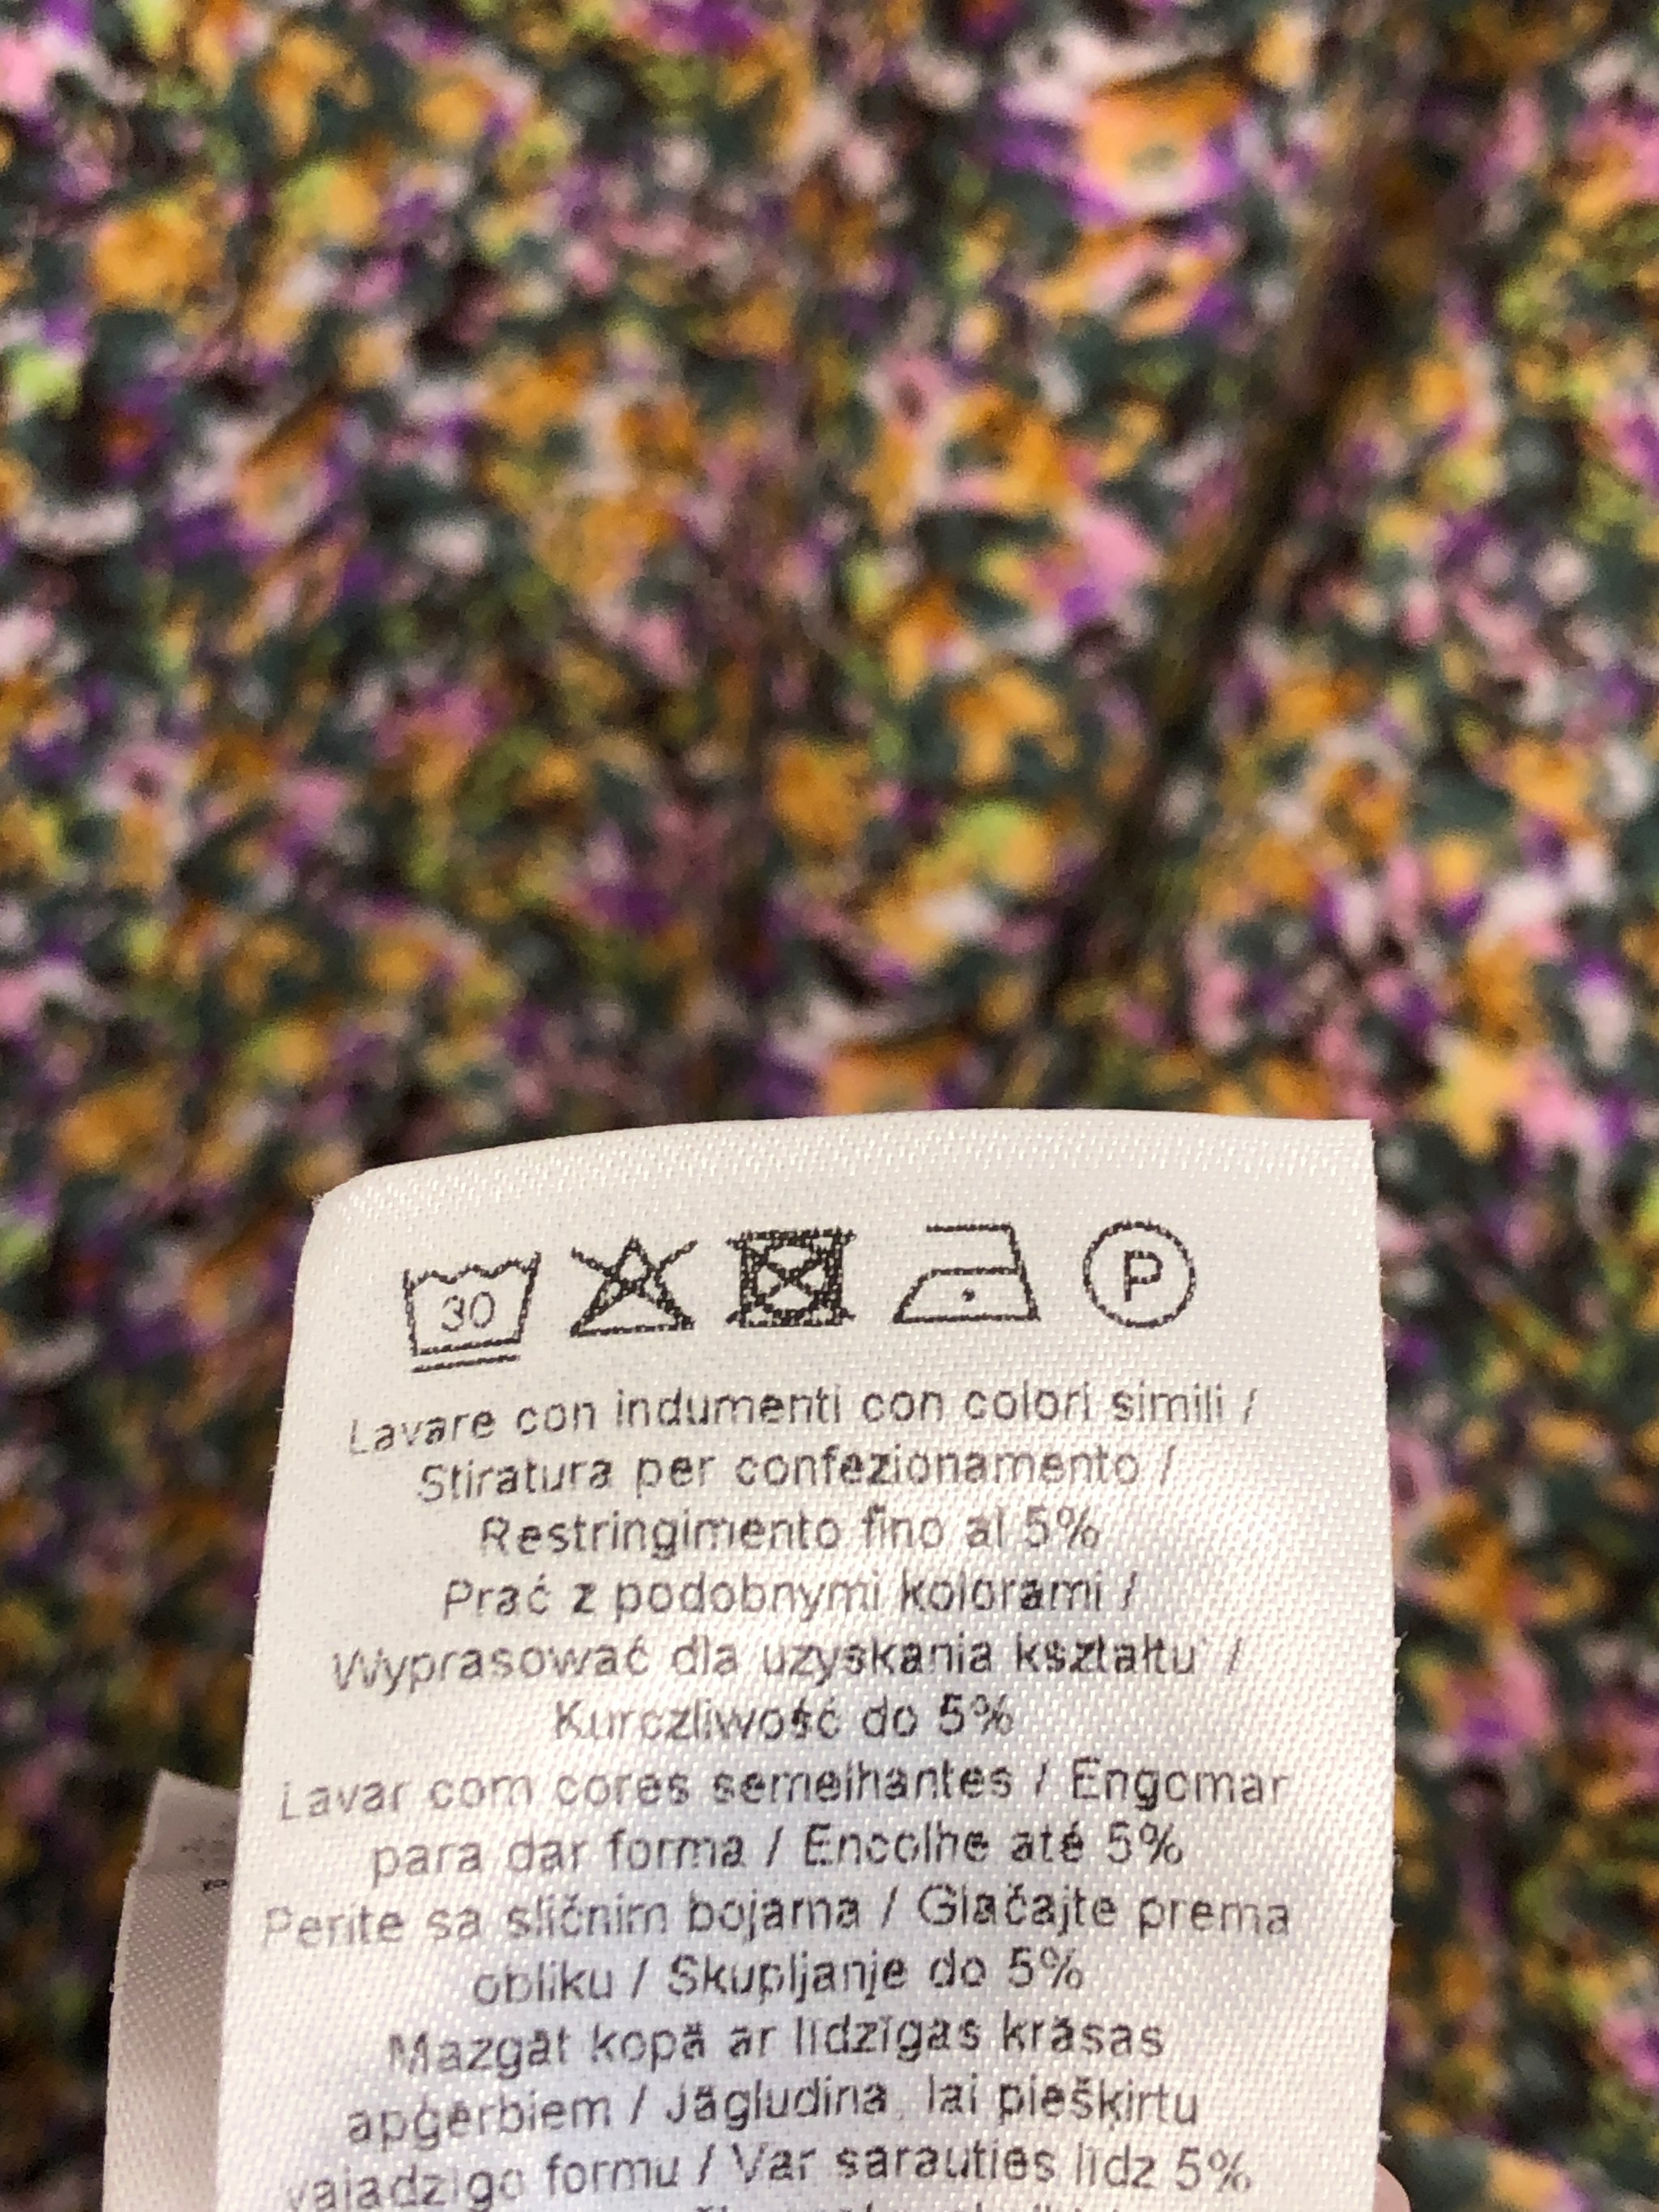 30
P
Lavare con indumenti con colori simili /
Stiratura per confezionamento /
Restringimento fino al 5%
Prać z podobnymi kolorami /
Wyprasować dla uzyskania kształtu /
Kurczliwość do 5%
Lavar com cores semelhantes / Engomar
para dar forma / Encolhe até 5%
Perite sa sličnim bojama / Glačajte prema
obliku / Skupljanje do 5%
Mazgāt kopā ar līdzīgas krāsas
apģērbiem / Jāgludina, lai piešķirtu
vajadzīgo formu / Var sarauties līdz 5%